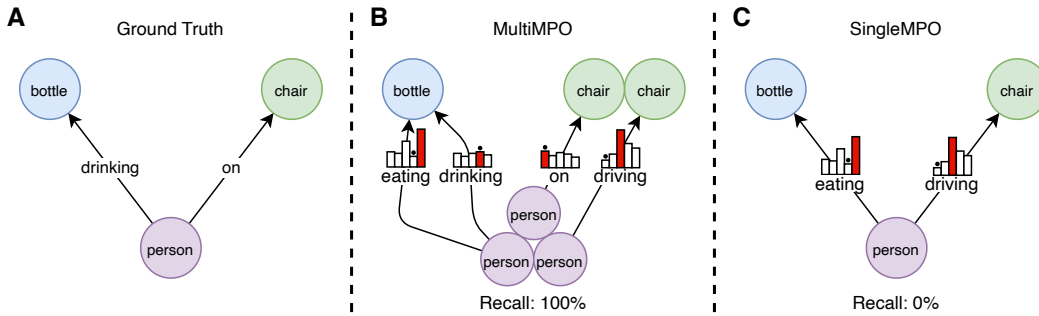 A
Ground Truth
bottle
chair
drinking
on
person
B
MultiMPO
bottle
chair
chair
eating
drinking
on
driving
person
person
person
Recall: 100%
C
SingleMPO
bottle
chair
eating
driving
person
Recall: 0%